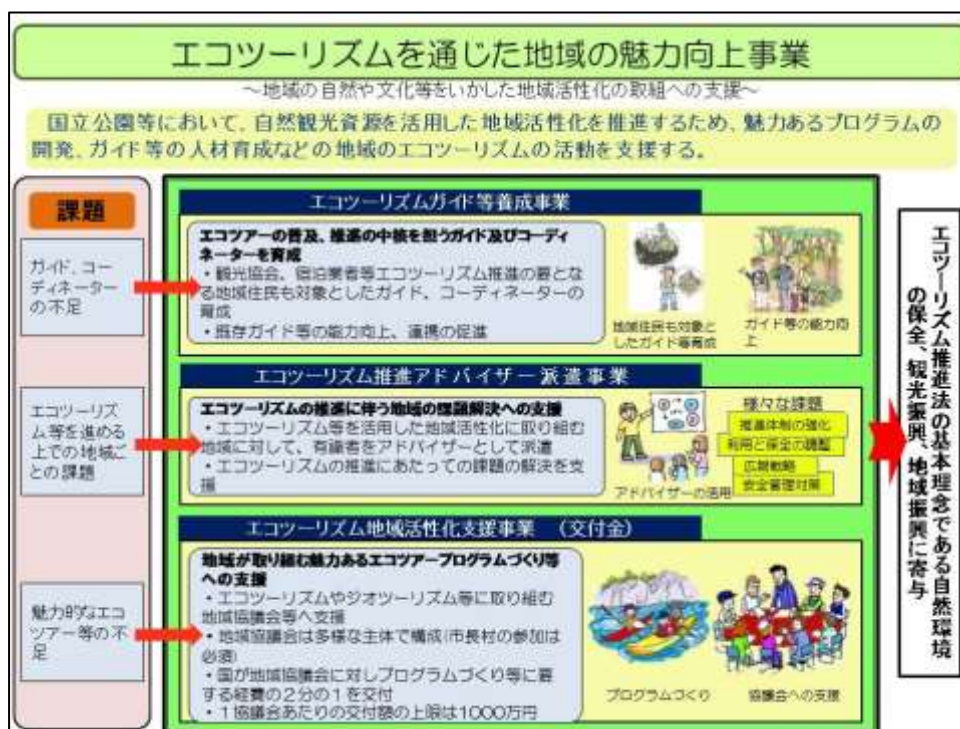 エコツーリズムを通じた地域の魅力向上事業
～地域の自然や文化等をいかした地域活性化の取組への支援～
国立公園等において、自然観光資源を活用した地域活性化を推進するため、魅力あるプログラムの
開発、ガイド等の人材育成などの地域のエコツーリズムの活動を支援する。
課題
ガイド、コー
ディネーター
の不足
エコツーリズムガイド等養成事業
エコツアーの普及、推進の中核を担うガイド及びコーディ
ネーターを育成
・観光協会、宿泊業者等エコツーリズム推進の要とな
る地域住民も対象としたガイド、コーディネーターの
育成
・既存ガイド等の能力向上、連携の促進
地域住民も対象と
したガイド等育成
ガイド等の能力向
上
エコツーリズ
ム等を進める
上での地域ご
との課題
エコツーリズム推進アドバイザー派遣事業
エコツーリズムの推進に伴う地域の課題解決への支援
・エコツーリズム等を活用した地域活性化に取り組む
地域に対して、有識者をアドバイザーとして派遣
・エコツーリズムの推進にあたっての課題の解決を支
援
アドバイザーの活用
様々な課題
推進体制の強化
利用と保全の調整
広報戦略
安全管理対策
魅力的なエコ
ツアー等の不
足
エコツーリズム地域活性化支援事業　（交付金）
地域が取り組む魅力あるエコツアープログラムづくり等
への支援
・エコツーリズムやジオツーリズム等に取り組む
地域協議会等へ支援
・地域協議会は多様な主体で構成(市長村の参加は
必須)
・国が地域協議会に対しプログラムづくり等に要
する経費の２分の１を交付
・１協議会あたりの交付額の上限は1000万円
プログラムづくり
協議会への支援
エコツーリズム推進法の基本理念である自然環境
の保全、観光振興、地域振興に寄与